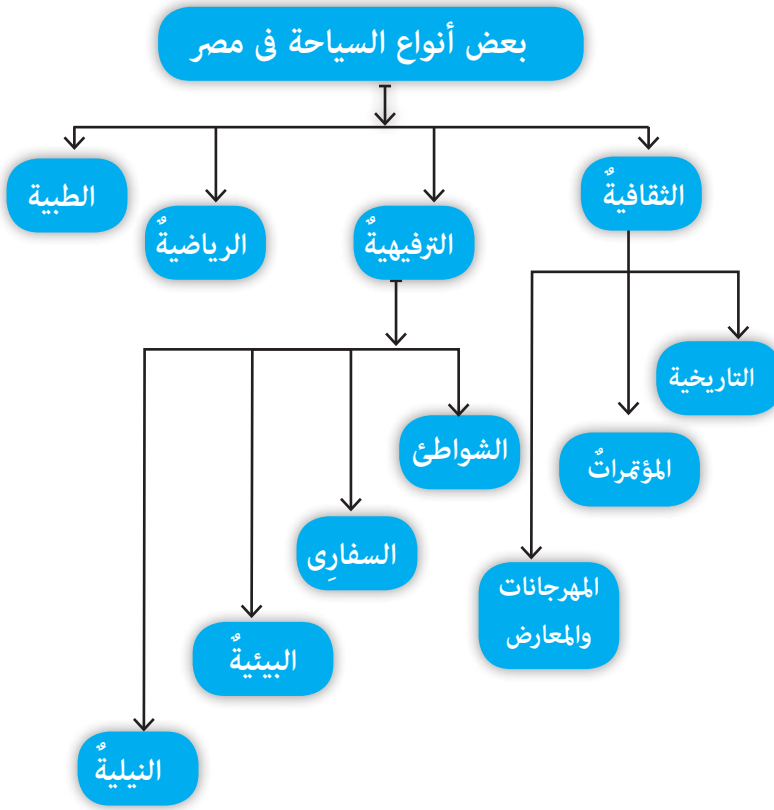 بعض أنواع السياحة فى مصر
الثقافيةٌ
الترفيهيةٌ
الرياضيةٌ
الطبية
التاريخية
المؤتمراتٌ
المهرجانات
والمعارض
الشواطئ
السفارِى
البيئيةٌ
النيليةٌ